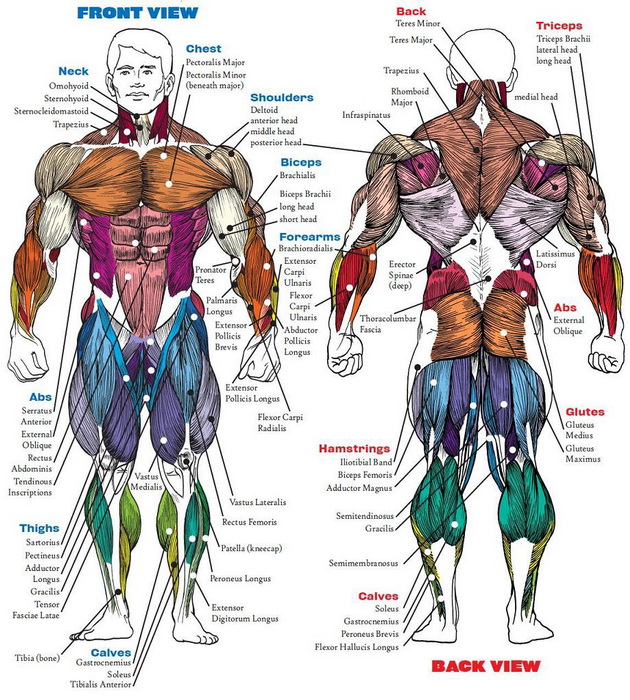 FRONT VIEW
Chest
Pectoralis Major
Pectoralis Minor
(beneath major)
Neck
Omohyoid
Sternohyoid
Sternocleidomastoid
Trapezius
Shoulders
Deltoid
anterior head
middle head
posterior head
Biceps
Brachialis
Biceps Brachii
long head
short head
Forearms
Brachioradialis
Extensor
Carpi
Ulnaris
Flexor
Carpi
Ulnaris
Abductor
Pollicis
Longus
Pronator
Teres
Palmaris
Longus
Extensor
Pollicis
Brevis
Extensor
Pollicis Longus
Flexor Carpi
Radialis
Abs
Serratus
Anterior
External
Oblique
Rectus
Abdominis
Tendinous
Inscriptions
Vastus
Medialis
Vastus Lateralis
Rectus Femoris
Patella (kneecap)
Peroneus Longus
Extensor
Digitorum Longus
Thighs
Sartorius
Pectineus
Adductor
Longus
Gracilis
Tensor
Fasciae Latae
Tibia (bone)
Calves
Gastrocnemius
Soleus
Tibialis Anterior
Back
Teres Minor
Teres Major
Trapezius
Rhomboid
Major
Infraspinatus
Triceps
Triceps Brachii
lateral head
long head
medial head
Erector
Spinae
(deep)
Latissimus
Dorsi
Thoracolumbar
Fascia
Abs
External
Oblique
Glutes
Gluteus
Medius
Gluteus
Maximus
Hamstrings
Iliotibial Band
Biceps Femoris
Adductor Magnus
Semitendinosus
Gracilis
Semimembranosus
Calves
Soleus
Gastrocnemius
Peroneus Brevis
Flexor Hallucis Longus
BACK VIEW